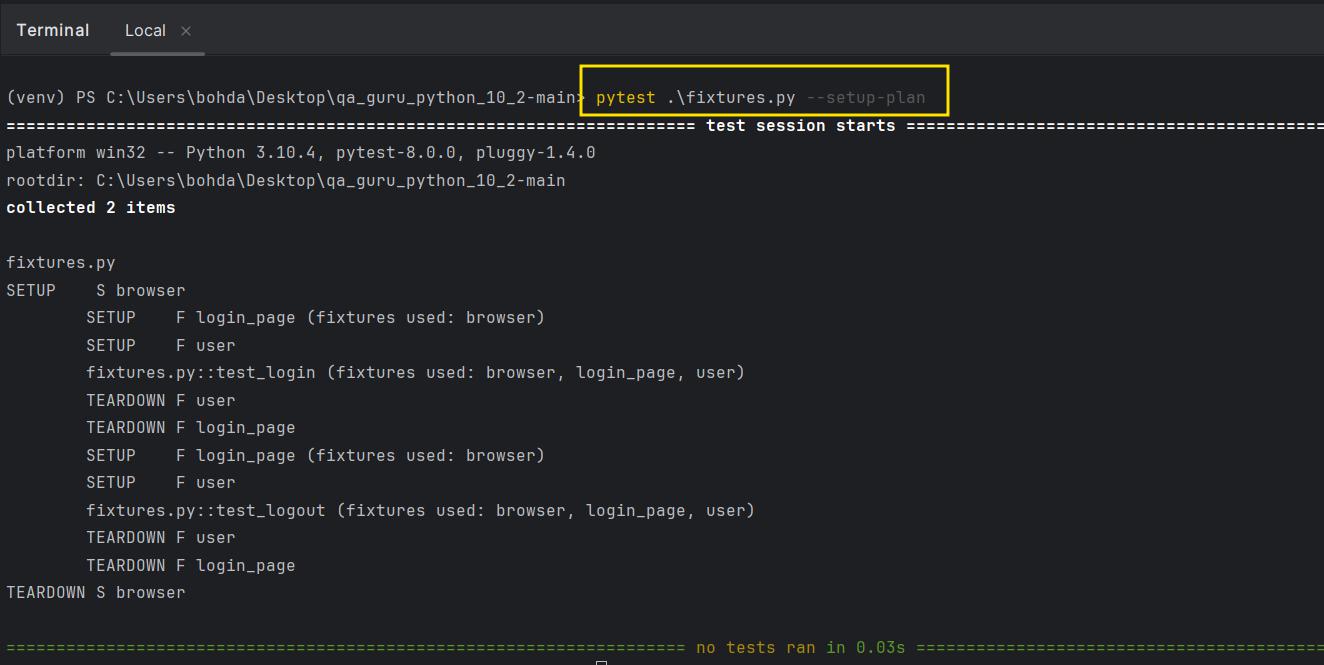 Terminal Local ×
(venv) PS C:\Users\bohda\Desktop\qa_guru_python_10_2-main> pytest .\fixtures.py --setup-plan
===================================================================== test session starts ==========================================
platform win32 -- Python 3.10.4, pytest-8.0.0, pluggy-1.4.0
rootdir: C:\Users\bohda\Desktop\qa_guru_python_10_2-main
collected 2 items
fixtures.py
SETUP    S browser
        SETUP    F login_page (fixtures used: browser)
        SETUP    F user
        fixtures.py::test_login (fixtures used: browser, login_page, user)
        TEARDOWN F user
        TEARDOWN F login_page
        SETUP    F login_page (fixtures used: browser)
        SETUP    F user
        fixtures.py::test_logout (fixtures used: browser, login_page, user)
        TEARDOWN F user
        TEARDOWN F login_page
TEARDOWN S browser
==================================================================== no tests ran in 0.03s =========================================